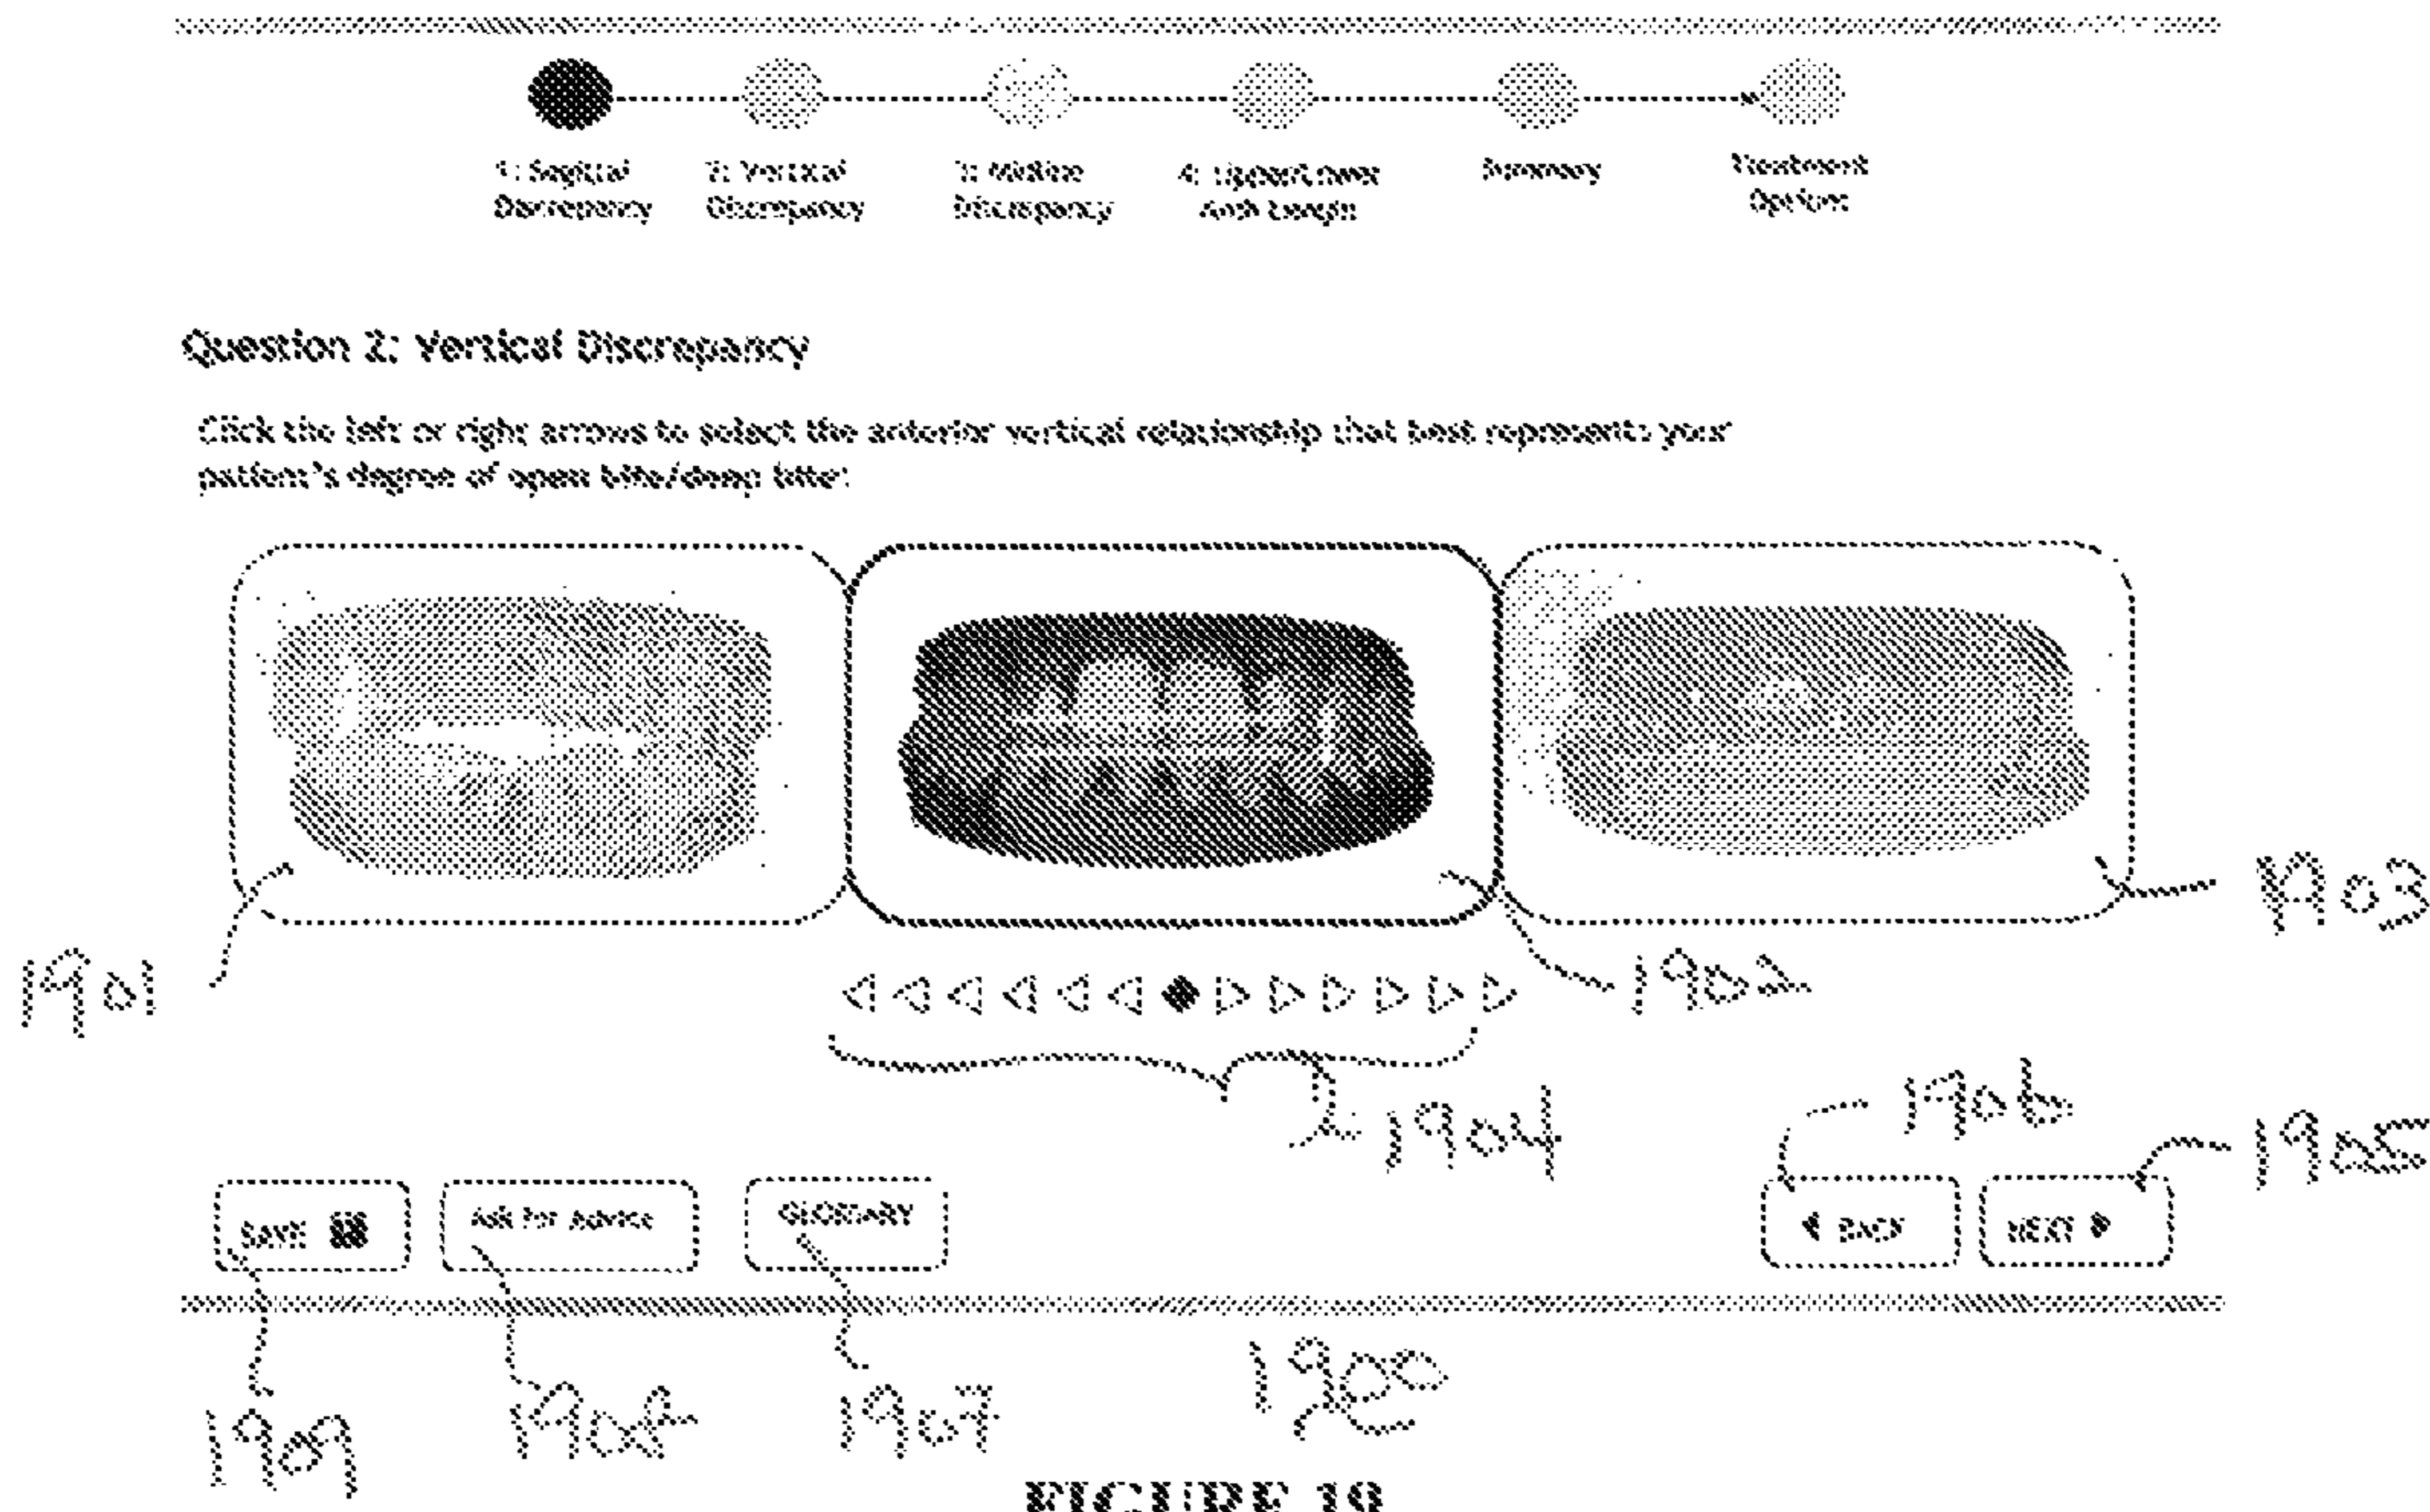 1: Sagittal Discrepancy
2: Vertical Discrepancy
3: Midline Discrepancy
4: Upper/Lower Arch Length
Summary
Treatment Options
Question 2: Vertical Discrepancy
Click the left or right arrows to select the anterior vertical relationship that best represents your
patient's degree of open bite/deep bite:
1901
1902
1903
1904
1906
1905
SAVE
Ask For Advice
GLOSSARY
BACK
NEXT
1909
1908
1907
1900
FIGURE 19